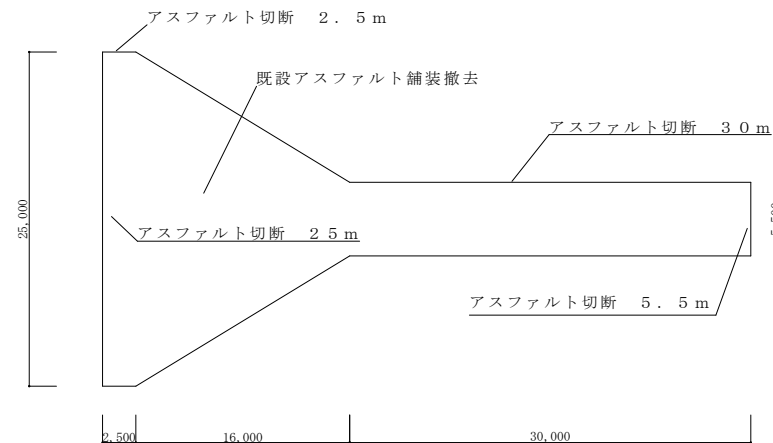 アスファルト切断 2.5m
既設アスファルト舗装撤去
アスファルト切断 30m
25,000
アスファルト切断 25m
アスファルト切断 5.5m
2,500
16,000
30,000